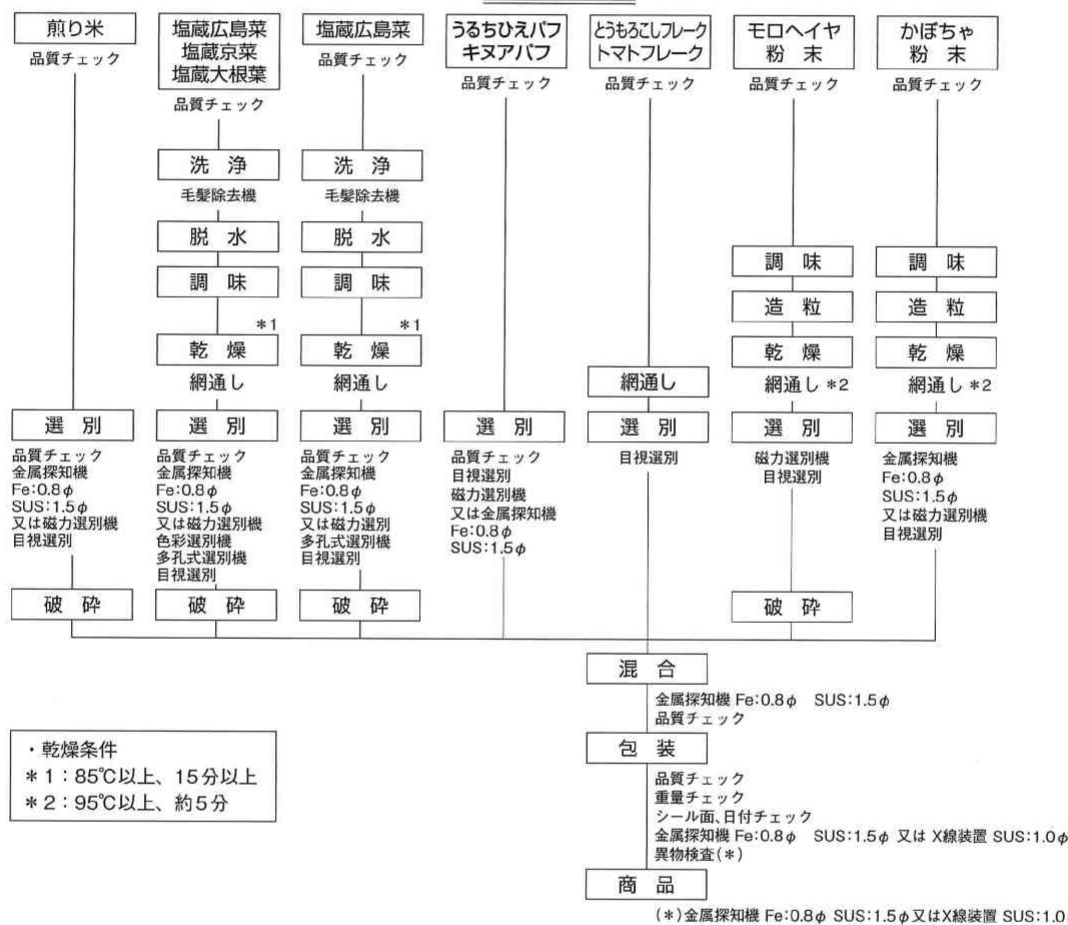 煎り米
品質チェック
選別
品質チェック
金属探知機
Fe:0.8φ
SUS:1.5φ
又は磁力選別機
目視選別
破砕
塩蔵広島菜
塩蔵京菜
塩蔵大根葉
品質チェック
洗浄
毛髪除去機
脱水
調味
*1
乾燥
網通し
選別
品質チェック
金属探知機
Fe:0.8φ
SUS:1.5φ
又は磁力選別機
色彩選別機
多孔式選別機
目視選別
破砕
塩蔵広島菜
品質チェック
洗浄
毛髪除去機
脱水
調味
*1
乾燥
網通し
選別
品質チェック
金属探知機
Fe:0.8φ
SUS:1.5φ
又は磁力選別
多孔式選別機
目視選別
破砕
うるちひえパフ
キヌアパフ
品質チェック
選別
品質チェック
目視選別
磁力選別機
又は金属探知機
Fe:0.8φ
SUS:1.5φ
とうもろこしフレーク
トマトフレーク
品質チェック
網通し
選別
目視選別
モロヘイヤ
粉末
品質チェック
調味
造粒
乾燥
網通し *2
選別
磁力選別機
目視選別
破砕
かぼちゃ
粉末
品質チェック
調味
造粒
乾燥
網通し *2
選別
金属探知機
Fe:0.8φ
SUS:1.5φ
又は磁力選別機
目視選別
混合
金属探知機 Fe:0.8φ SUS:1.5φ
品質チェック
包装
品質チェック
重量チェック
シール面、日付チェック
金属探知機 Fe:0.8φ SUS:1.5φ 又は X線装置 SUS:1.0φ
異物検査(*)
商品
(*)金属探知機 Fe:0.8φ SUS:1.5φ又はX線装置 SUS:1.0
・乾燥条件
*1:85℃以上、15分以上
*2:95℃以上、約5分